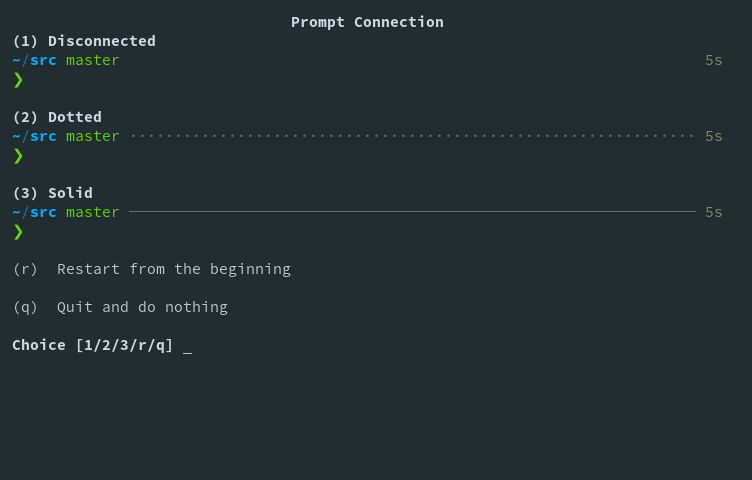 Prompt Connection
(1) Disconnected
~/src master 5s
❯
(2) Dotted
~/src master ······························································· 5s
❯
(3) Solid
~/src master ─────────────────────────────────────────────────────────────── 5s
❯
(r) Restart from the beginning
(q) Quit and do nothing
Choice [1/2/3/r/q] _